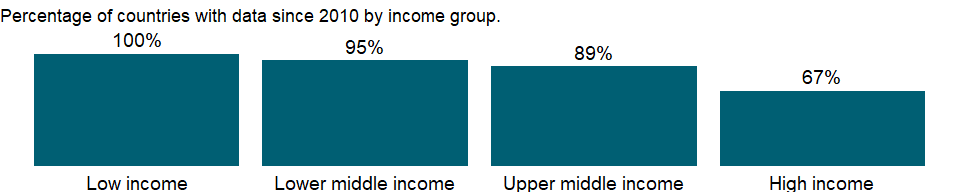 Percentage of countries with data since 2010 by income group.
100%
95%
89%
67%
Low income
Lower middle income
Upper middle income
High income